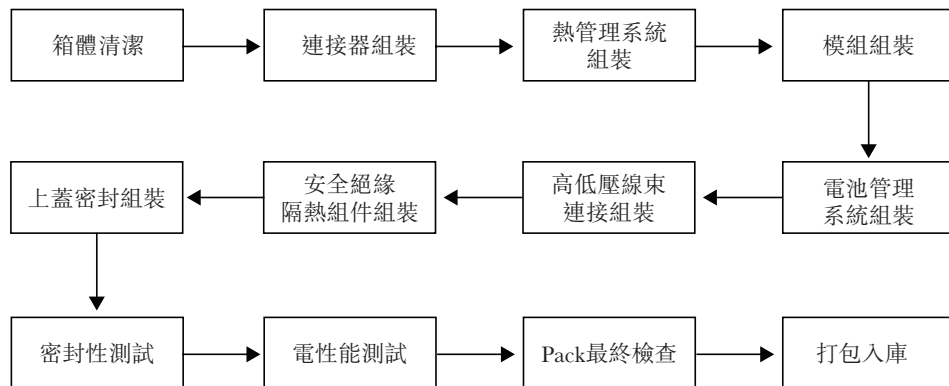 箱體清潔
連接器組裝
熱管理系統
組裝
模組組裝
電池管理
系統組裝
高低壓線束
連接組裝
安全絕緣
隔熱組件組裝
上蓋密封組裝
密封性測試
電性能測試
Pack最終檢查
打包入庫